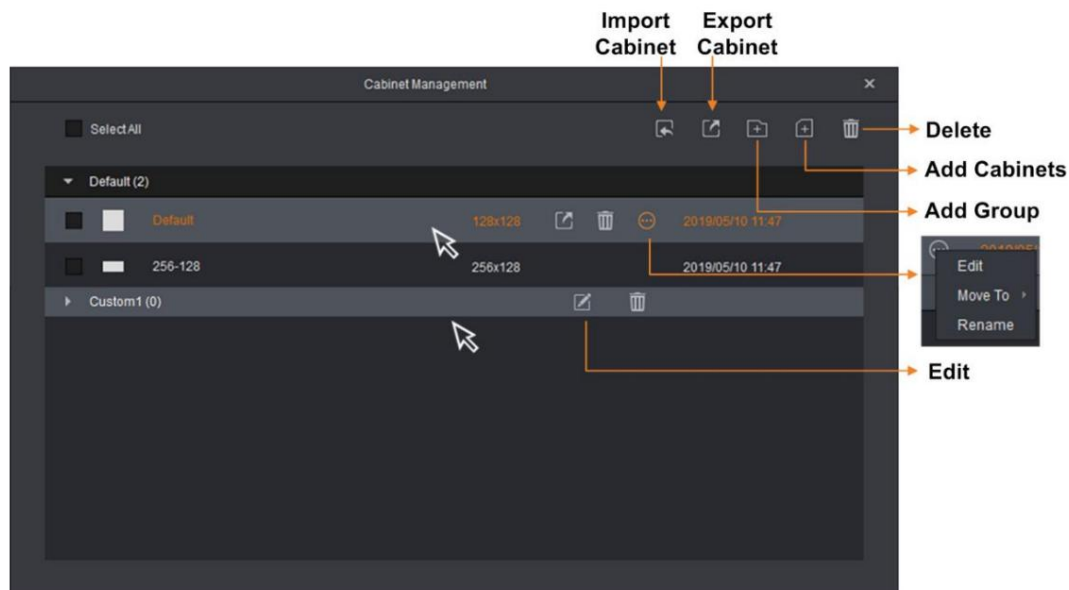 Import Export
Cabinet Cabinet
Cabinet Management
Select All
Delete
Add Cabinets
Default (2)
Add Group
Default 128x128 2019/05/10 11:47
Edit
256-128 256x128 2019/05/10 11:47
Move To
Custom1 (0)
Rename
Edit